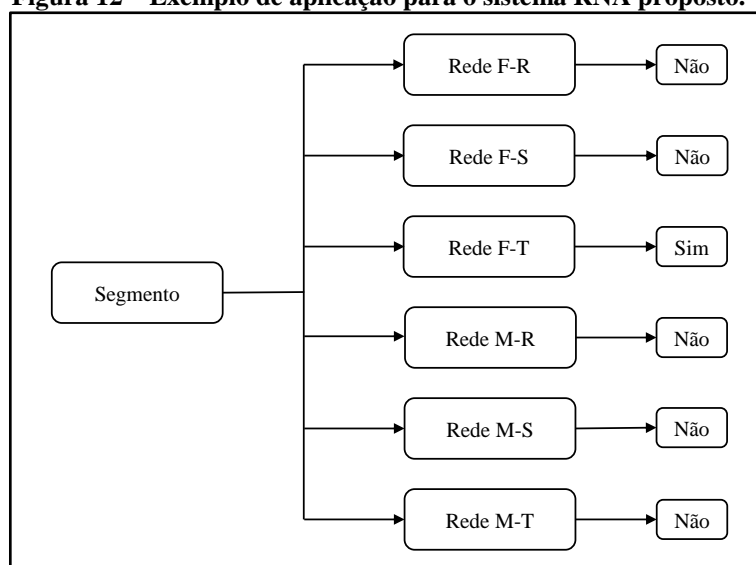 Figura 12 – Exemplo de aplicação para o sistema RNA proposto.
Rede F-R
Não
Rede F-S
Não
Rede F-T
Sim
Segmento
Rede M-R
Não
Rede M-S
Não
Rede M-T
Não